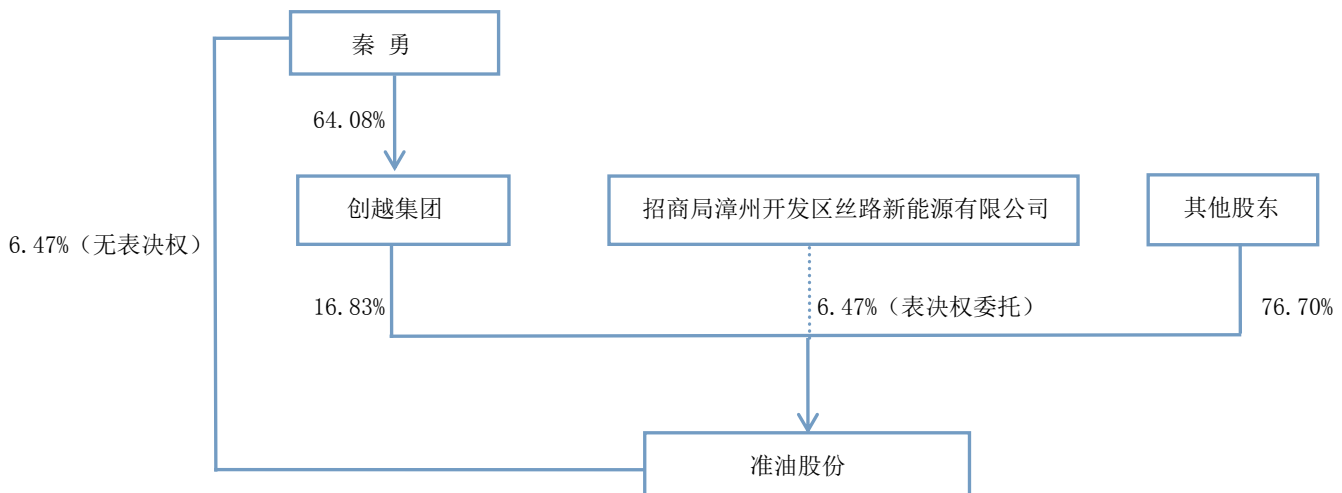 秦 勇
64.08%
创越集团
招商局漳州开发区丝路新能源有限公司
其他股东
6.47%（无表决权）
16.83%
6.47%（表决权委托）
76.70%
准油股份